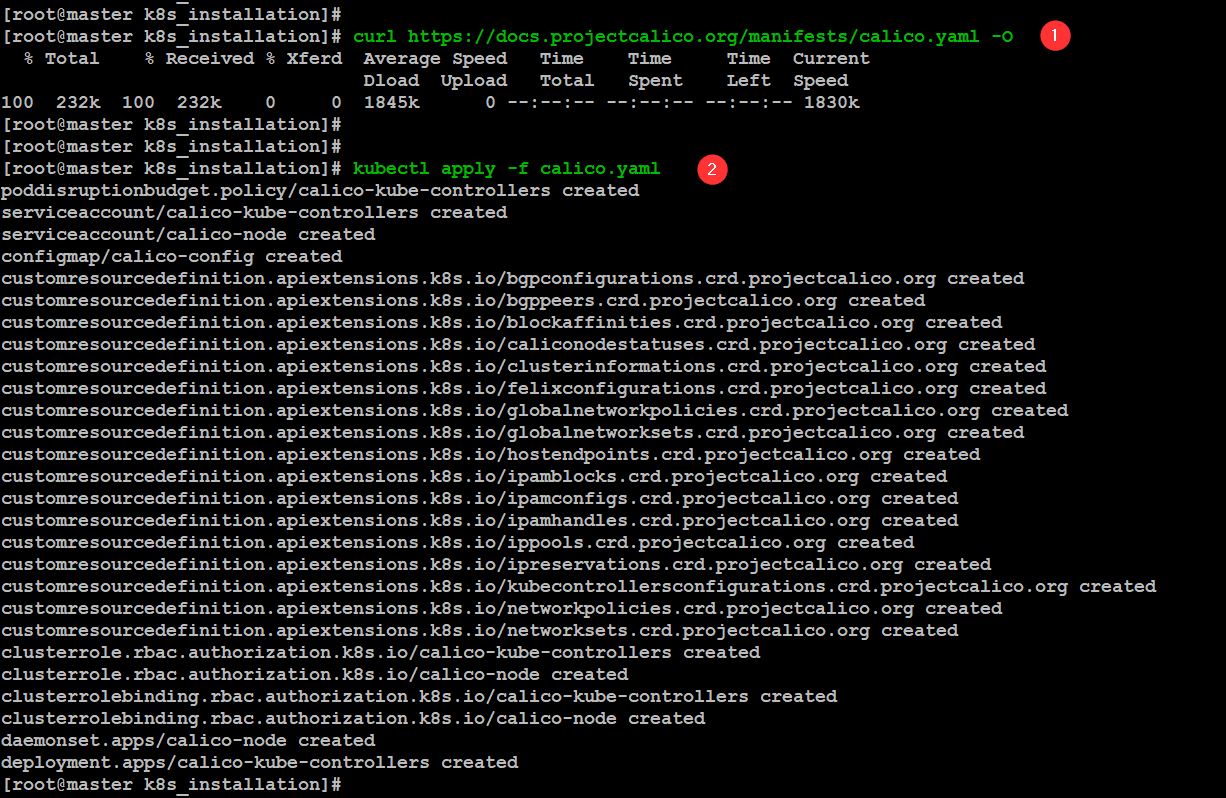 [root@master k8s_installation]#
[root@master k8s_installation]# curl https://docs.projectcalico.org/manifests/calico.yaml -O 1
  % Total    % Received % Xferd  Average Speed   Time    Time     Time  Current
                                 Dload  Upload   Total   Spent    Left  Speed
100  232k  100  232k    0     0  1845k      0 --:--:-- --:--:-- --:--:-- 1830k
[root@master k8s_installation]#
[root@master k8s_installation]#
[root@master k8s_installation]# kubectl apply -f calico.yaml 2
poddisruptionbudget.policy/calico-kube-controllers created
serviceaccount/calico-kube-controllers created
serviceaccount/calico-node created
configmap/calico-config created
customresourcedefinition.apiextensions.k8s.io/bgpconfigurations.crd.projectcalico.org created
customresourcedefinition.apiextensions.k8s.io/bgppeers.crd.projectcalico.org created
customresourcedefinition.apiextensions.k8s.io/blockaffinities.crd.projectcalico.org created
customresourcedefinition.apiextensions.k8s.io/caliconodestatuses.crd.projectcalico.org created
customresourcedefinition.apiextensions.k8s.io/clusterinformations.crd.projectcalico.org created
customresourcedefinition.apiextensions.k8s.io/felixconfigurations.crd.projectcalico.org created
customresourcedefinition.apiextensions.k8s.io/globalnetworkpolicies.crd.projectcalico.org created
customresourcedefinition.apiextensions.k8s.io/globalnetworksets.crd.projectcalico.org created
customresourcedefinition.apiextensions.k8s.io/hostendpoints.crd.projectcalico.org created
customresourcedefinition.apiextensions.k8s.io/ipamblocks.crd.projectcalico.org created
customresourcedefinition.apiextensions.k8s.io/ipamconfigs.crd.projectcalico.org created
customresourcedefinition.apiextensions.k8s.io/ipamhandles.crd.projectcalico.org created
customresourcedefinition.apiextensions.k8s.io/ippools.crd.projectcalico.org created
customresourcedefinition.apiextensions.k8s.io/ipreservations.crd.projectcalico.org created
customresourcedefinition.apiextensions.k8s.io/kubecontrollersconfigurations.crd.projectcalico.org created
customresourcedefinition.apiextensions.k8s.io/networkpolicies.crd.projectcalico.org created
customresourcedefinition.apiextensions.k8s.io/networksets.crd.projectcalico.org created
clusterrole.rbac.authorization.k8s.io/calico-kube-controllers created
clusterrole.rbac.authorization.k8s.io/calico-node created
clusterrolebinding.rbac.authorization.k8s.io/calico-kube-controllers created
clusterrolebinding.rbac.authorization.k8s.io/calico-node created
daemonset.apps/calico-node created
deployment.apps/calico-kube-controllers created
[root@master k8s_installation]#